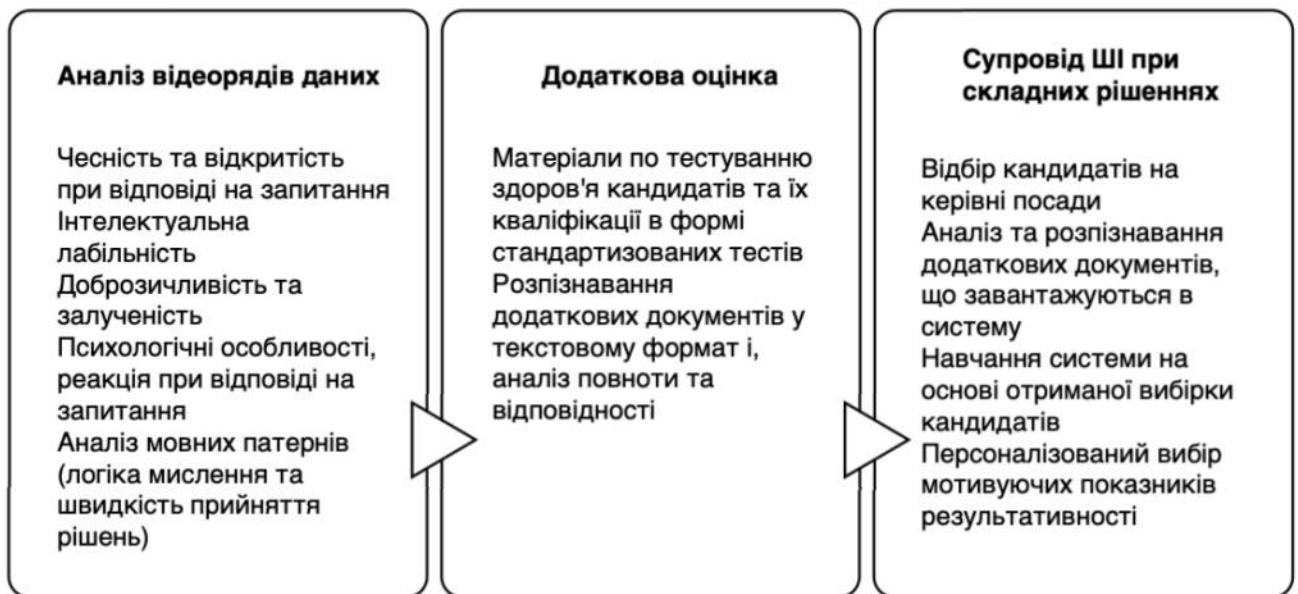 Аналіз відеорядів даних
Чесність та відкритість
при відповіді на запитання
Інтелектуальна
лабільність
Доброзичливість та
залученість
Психологічні особливості,
реакція при відповіді на
запитання
Аналіз мовних патернів
(логіка мислення та
швидкість прийняття
рішень)
Додаткова оцінка
Матеріали по тестуванню
здоров'я кандидатів та їх
кваліфікації в формі
стандартизованих тестів
Розпізнавання
додаткових документів у
текстовому формат і,
аналіз повноти та
відповідності
Супровід ШІ при
складних рішеннях
Відбір кандидатів на
керівні посади
Аналіз та розпізнавання
додаткових документів,
що завантажуються в
систему
Навчання системи на
основі отриманої вибірки
кандидатів
Персоналізований вибір
мотивуючих показників
результативності